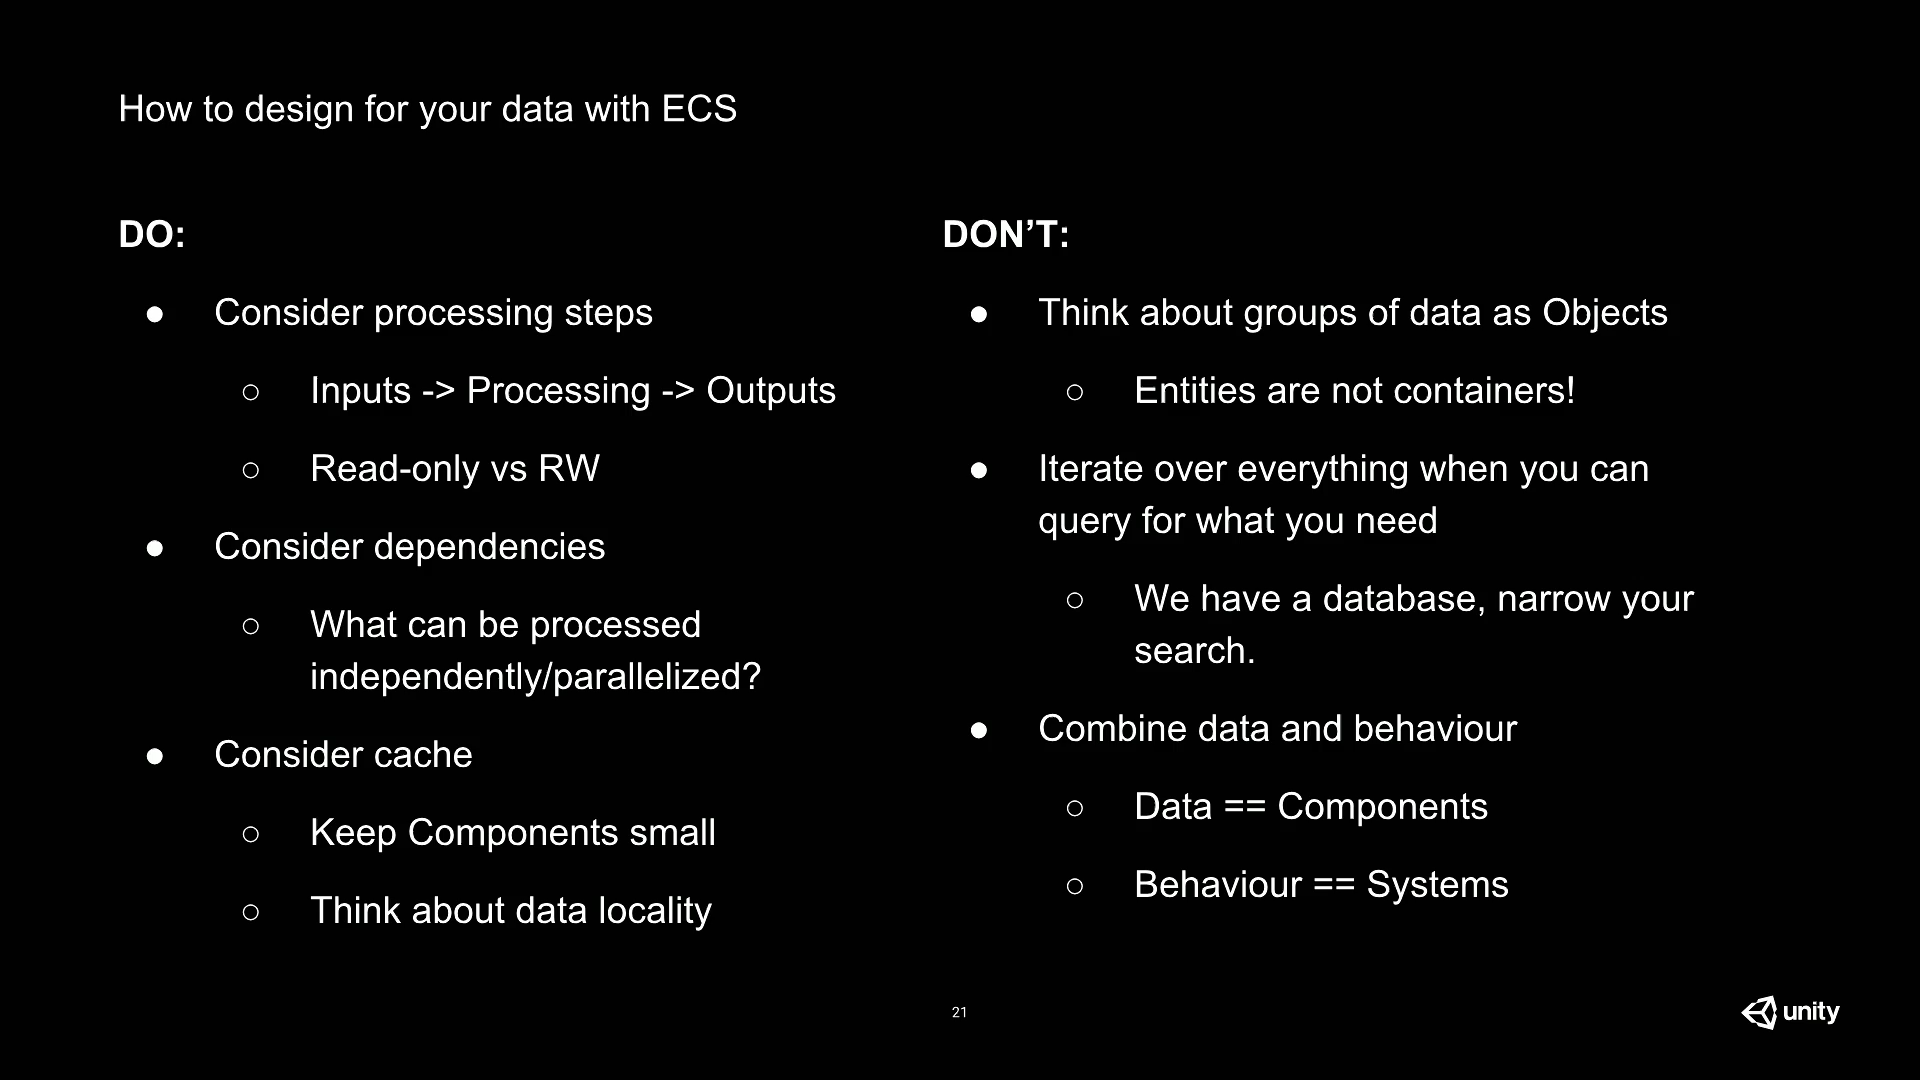 How to design for your data with ECS
DO:
● Consider processing steps
○ Inputs -> Processing -> Outputs
○ Read-only vs RW
● Consider dependencies
○ What can be processed
independently/parallelized?
● Consider cache
○ Keep Components small
○ Think about data locality
DON’T:
● Think about groups of data as Objects
○ Entities are not containers!
● Iterate over everything when you can
query for what you need
○ We have a database, narrow your
search.
● Combine data and behaviour
○ Data == Components
○ Behaviour == Systems
21
unity